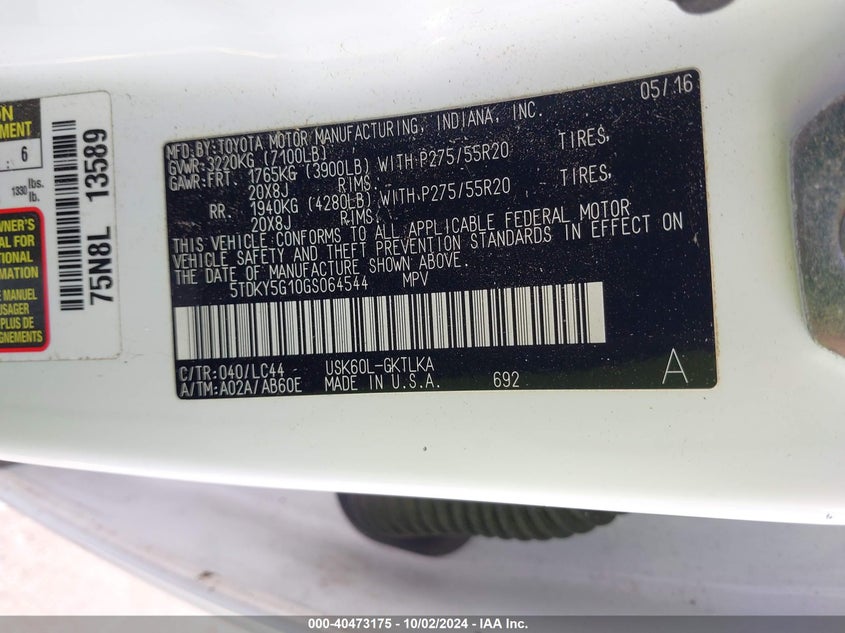 ON
MENT
: 6
1330 lbs.
lb.
WNER'S
AL FOR
TIONAL
RMATION
E MANUEL
USAGER
PLUS DE
GNEMENTS
75N8L 13589
05/16
MFD.BY:TOYOTA MOTOR MANUFACTURING, INDIANA, INC.
GVWR:3220KG (7100LB)
GAWR:FRT. 1765KG (3900LB) WITH P275/55R20 TIRES,
20X8J RIMS.
RR. 1940KG (4280LB) WITH P275/55R20 TIRES,
20X8J RIMS.
THIS VEHICLE CONFORMS TO ALL APPLICABLE FEDERAL MOTOR
VEHICLE SAFETY AND THEFT PREVENTION STANDARDS IN EFFECT ON
THE DATE OF MANUFACTURE SHOWN ABOVE.
5TDKY5G10GS064544 MPV
C/TR:040/LC44 USK60L-GKTLKA
A/TM:A02A/AB60E MADE IN U.S.A. 692 A
000-40473175 - 10/02/2024 - IAA Inc.